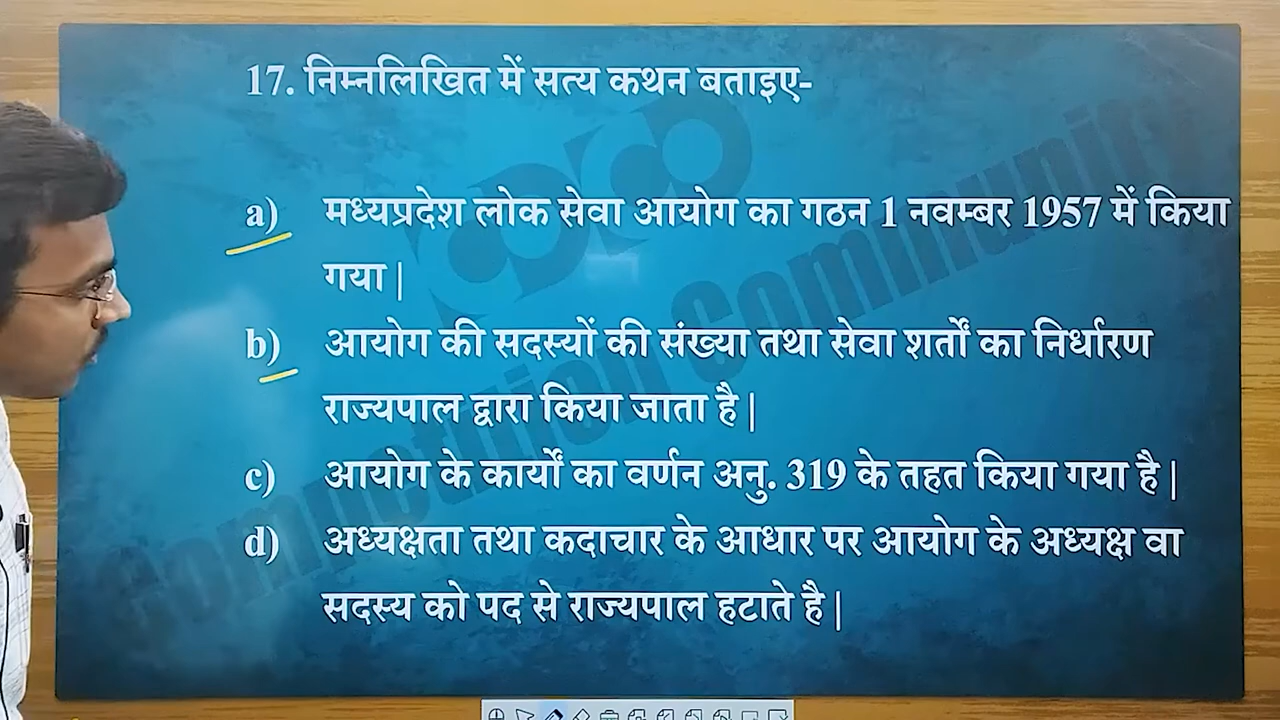 17. निम्नलिखित में सत्य कथन बताइए-
a) मध्यप्रदेश लोक सेवा आयोग का गठन 1 नवम्बर 1957 में किया
गया |
b) आयोग की सदस्यों की संख्या तथा सेवा शर्तों का निर्धारण
राज्यपाल द्वारा किया जाता है |
c) आयोग के कार्यों का वर्णन अनु. 319 के तहत किया गया है |
d) अध्यक्षता तथा कदाचार के आधार पर आयोग के अध्यक्ष वा
सदस्य को पद से राज्यपाल हटाते है |
Competition Community